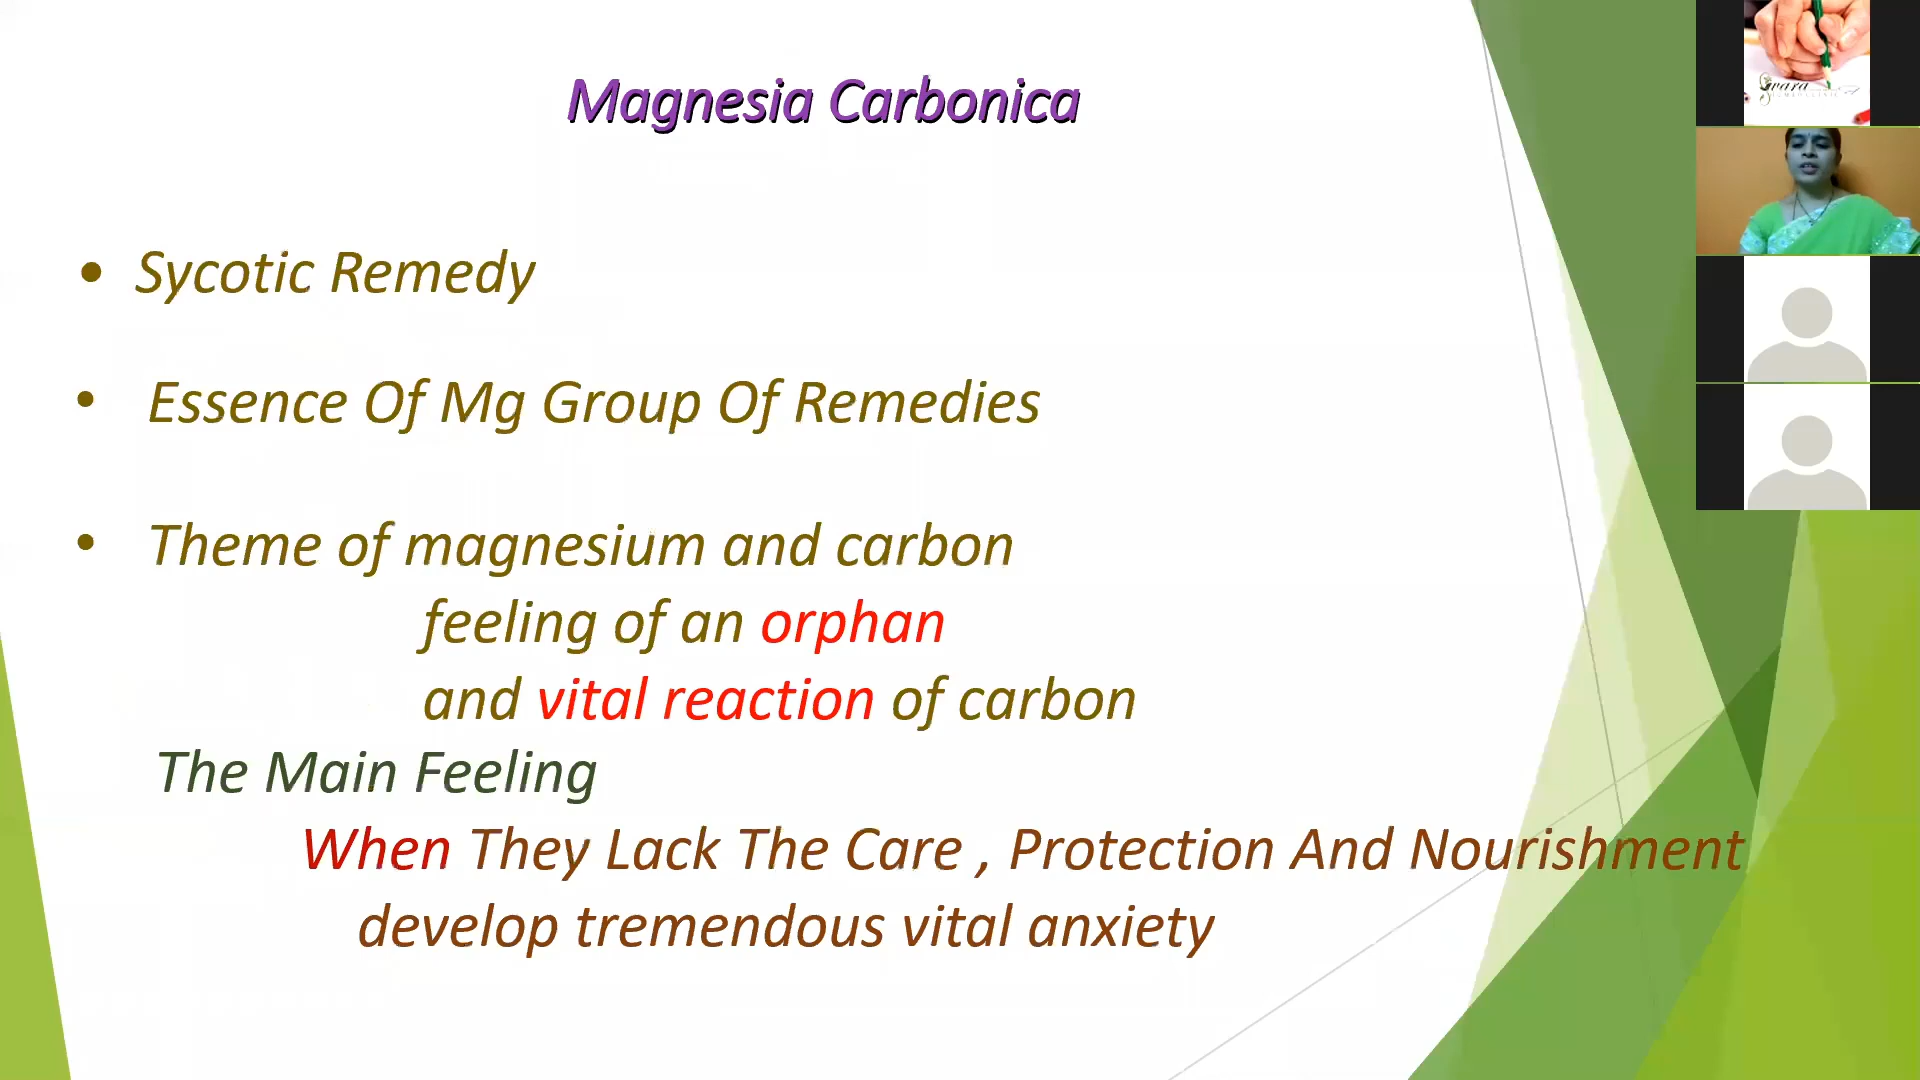 Magnesia Carbonica
• Sycotic Remedy
• Essence Of Mg Group Of Remedies
• Theme of magnesium and carbon
feeling of an orphan
and vital reaction of carbon
The Main Feeling
When They Lack The Care , Protection And Nourishment
develop tremendous vital anxiety
Svara